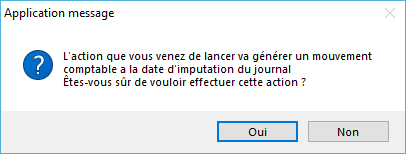 Application message
L'action que vous venez de lancer va générer un mouvement
comptable a la date d'imputation du journal
Êtes-vous sûr de vouloir effectuer cette action ?
Oui
Non